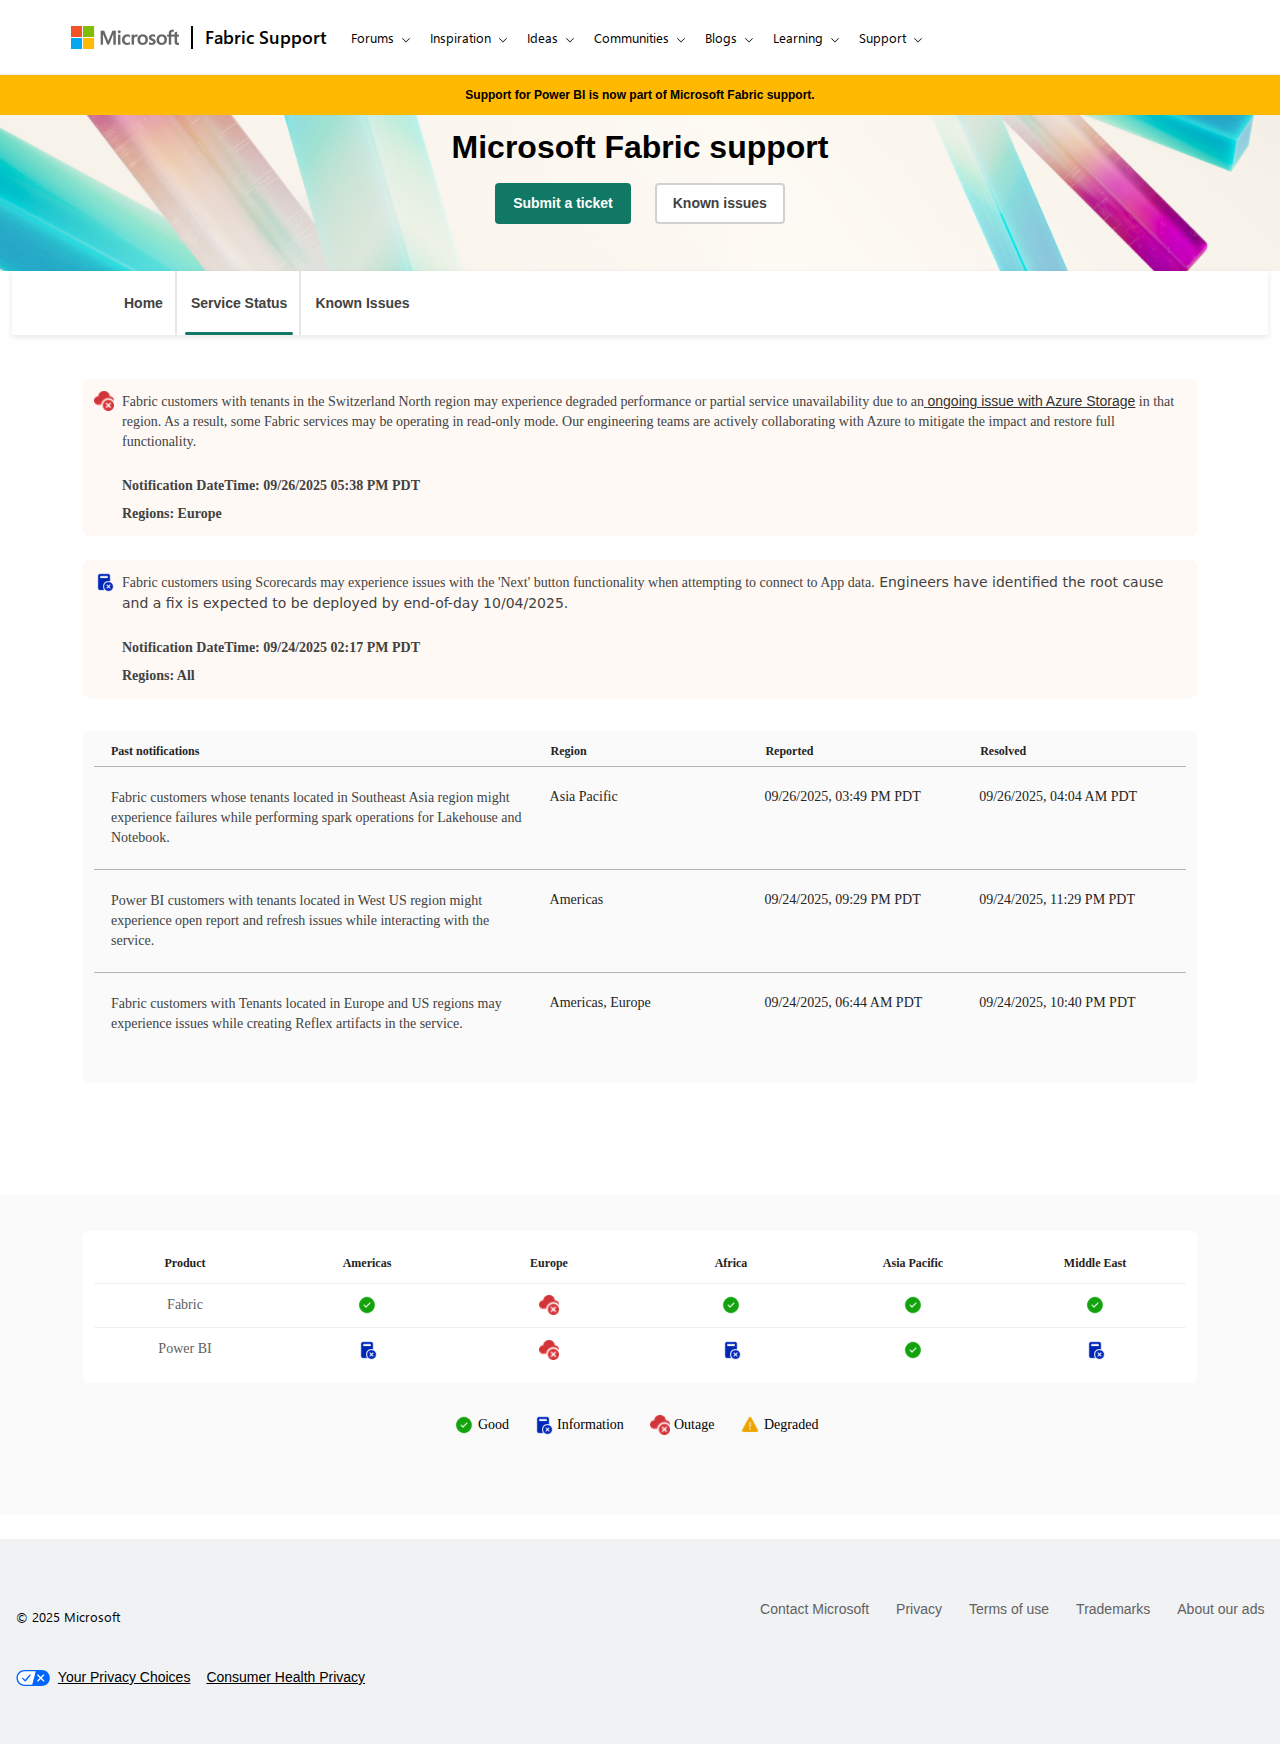 Microsoft | Fabric Support Forums Inspiration Ideas Communities Blogs Learning Support
Support for Power BI is now part of Microsoft Fabric support.
Microsoft Fabric support
Submit a ticket Known issues
Home Service Status Known Issues
Fabric customers with tenants in the Switzerland North region may experience degraded performance or partial service unavailability due to an ongoing issue with Azure Storage in that
region. As a result, some Fabric services may be operating in read-only mode. Our engineering teams are actively collaborating with Azure to mitigate the impact and restore full
functionality.
Notification DateTime: 09/26/2025 05:38 PM PDT
Regions: Europe
Fabric customers using Scorecards may experience issues with the 'Next' button functionality when attempting to connect to App data. Engineers have identified the root cause
and a fix is expected to be deployed by end-of-day 10/04/2025.
Notification DateTime: 09/24/2025 02:17 PM PDT
Regions: All
Past notifications Region Reported Resolved
Fabric customers whose tenants located in Southeast Asia region might Asia Pacific 09/26/2025, 03:49 PM PDT 09/26/2025, 04:04 AM PDT
experience failures while performing spark operations for Lakehouse and
Notebook.
Power BI customers with tenants located in West US region might Americas 09/24/2025, 09:29 PM PDT 09/24/2025, 11:29 PM PDT
experience open report and refresh issues while interacting with the
service.
Fabric customers with Tenants located in Europe and US regions may Americas, Europe 09/24/2025, 06:44 AM PDT 09/24/2025, 10:40 PM PDT
experience issues while creating Reflex artifacts in the service.
Product Americas Europe Africa Asia Pacific Middle East
Fabric
Power BI
Good Information Outage Degraded
© 2025 Microsoft
Contact Microsoft Privacy Terms of use Trademarks About our ads
Your Privacy Choices Consumer Health Privacy